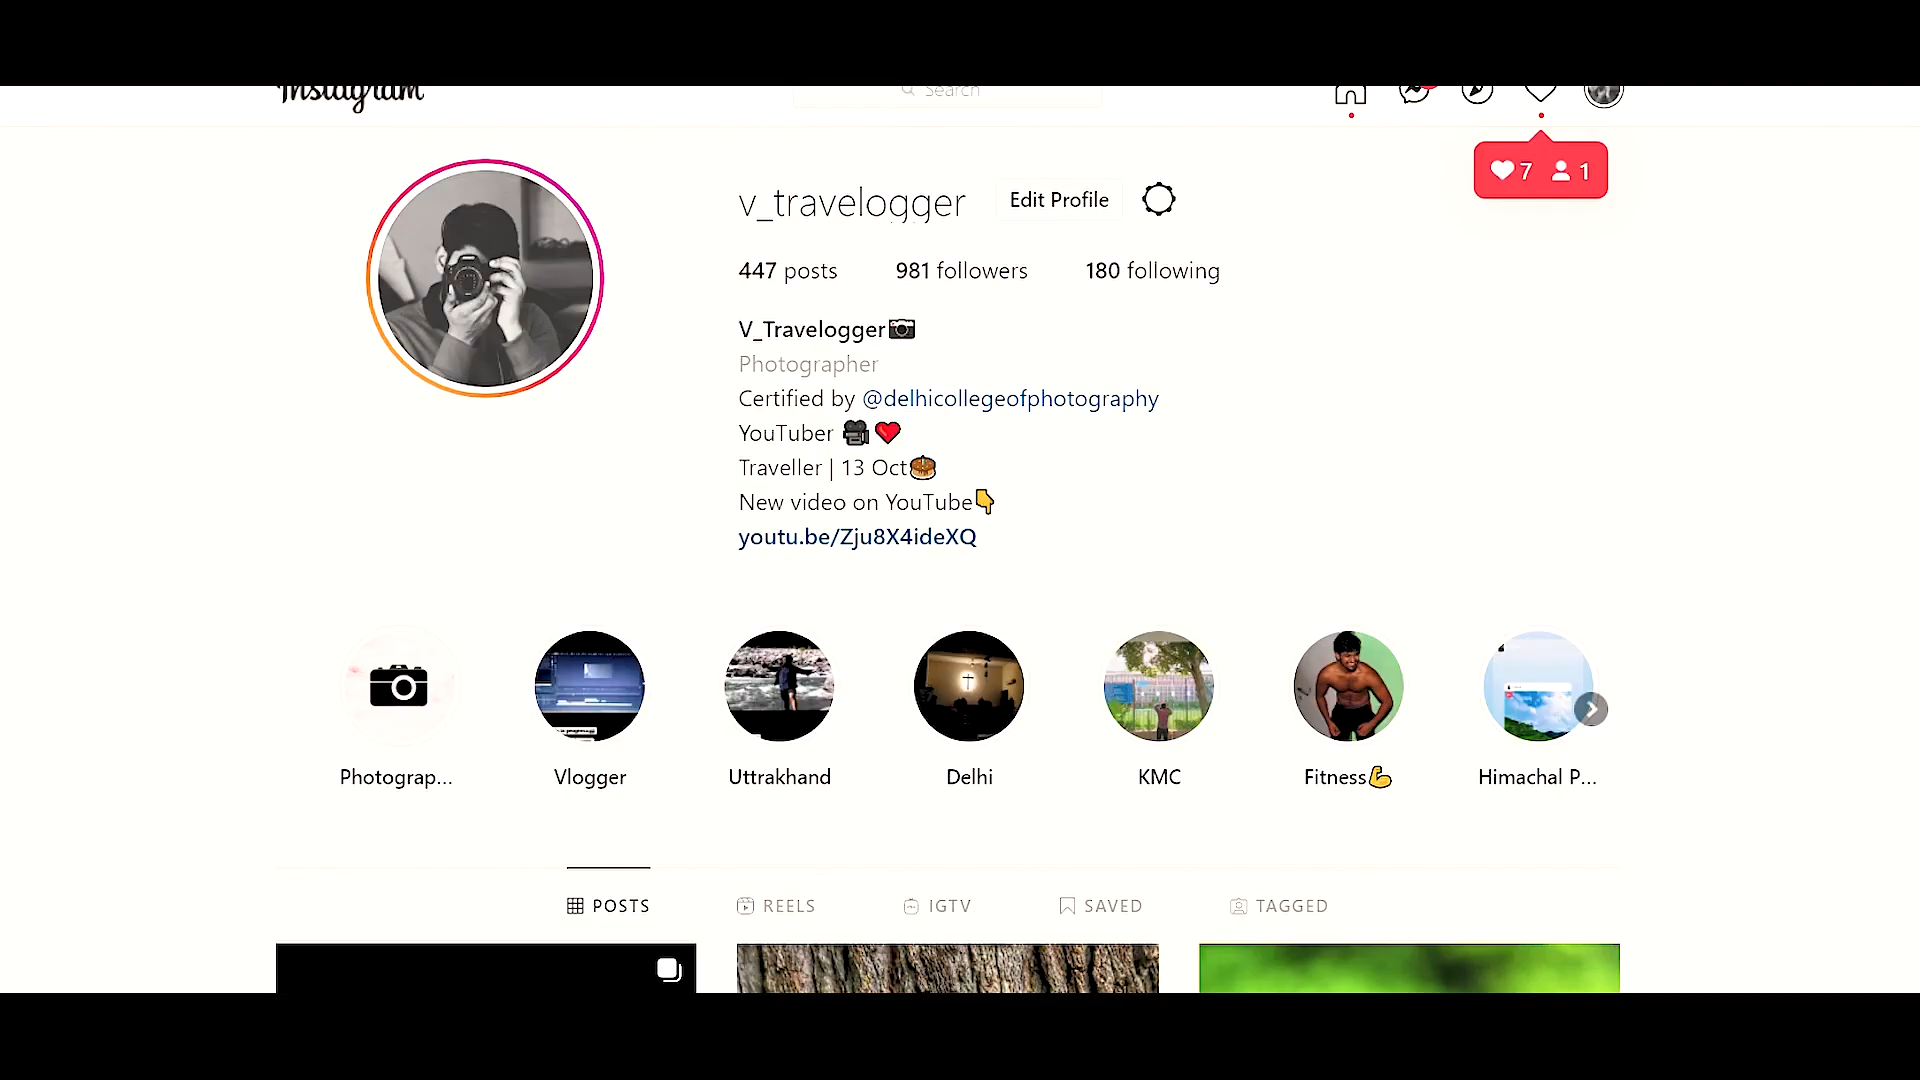 Instagram
Search
7 1
v_travelogger Edit Profile
447 posts 981 followers 180 following
V_Travelogger📷
Photographer
Certified by @delhicollegeofphotography
YouTuber 🎥❤️
Traveller | 13 Oct🎂
New video on YouTube👇
youtu.be/Zju8X4ideXQ
Photograp... Vlogger Uttrakhand Delhi KMC Fitness💪 Himachal P...
POSTS REELS IGTV SAVED TAGGED